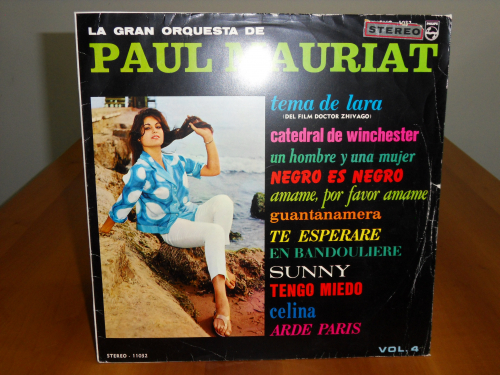 LA GRAN ORQUESTA DE
STEREO
PHILIPS
PAUL MAURIAT
tema de lara
(DEL FILM DOCTOR ZHIVAGO)
catedral de winchester
un hombre y una mujer
NEGRO ES NEGRO
amame, por favor amame
guantanamera
TE ESPERARE
EN BANDOULIERE
SUNNY
TENGO MIEDO
celina
ARDE PARIS
STEREO - 11052
VOL. 4